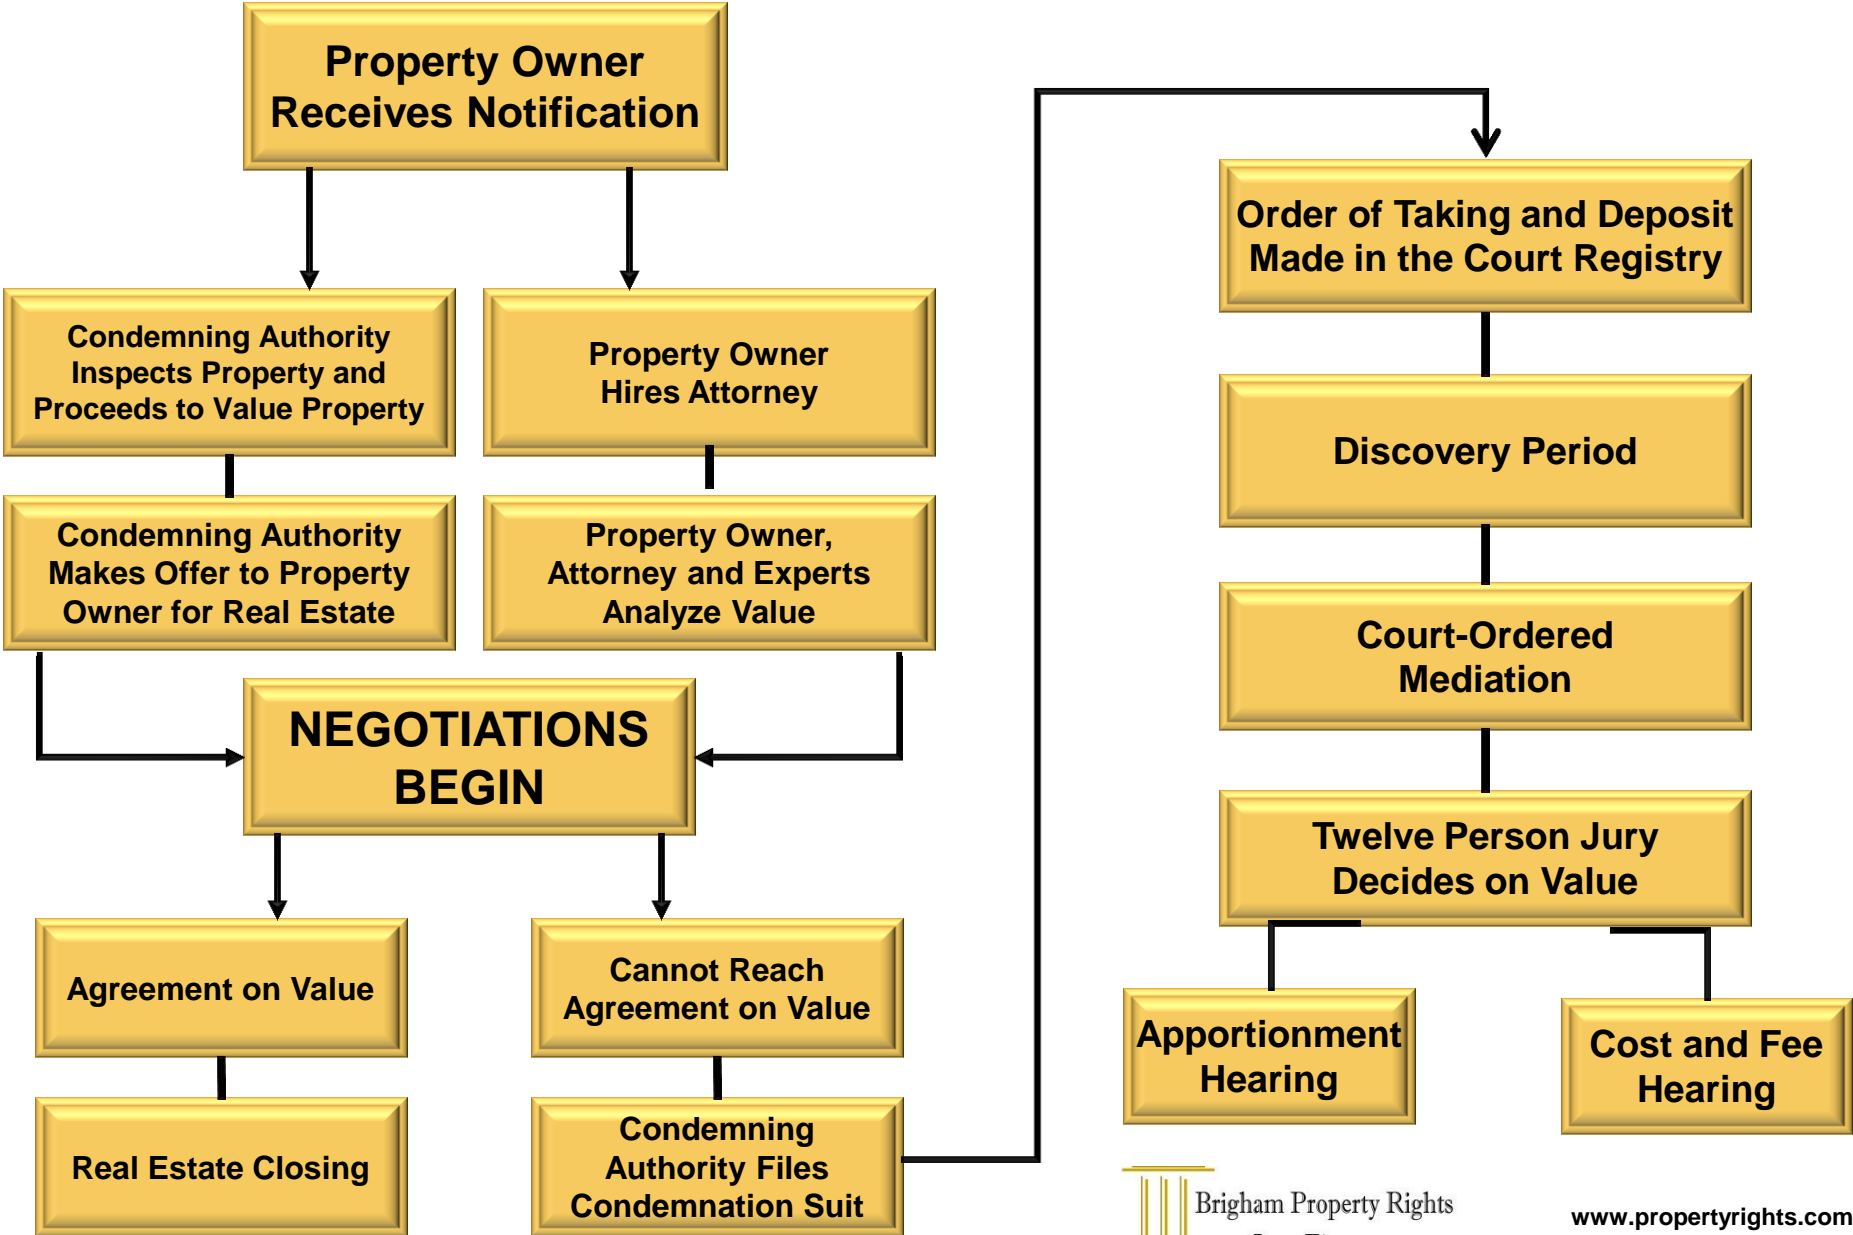 Property Owner
Receives Notification
Condemning Authority
Inspects Property and
Proceeds to Value Property
Property Owner
Hires Attorney
Condemning Authority
Makes Offer to Property
Owner for Real Estate
Property Owner,
Attorney and Experts
Analyze Value
NEGOTIATIONS
BEGIN
Agreement on Value
Cannot Reach
Agreement on Value
Real Estate Closing
Condemning
Authority Files
Condemnation Suit
Order of Taking and Deposit
Made in the Court Registry
Discovery Period
Court-Ordered
Mediation
Twelve Person Jury
Decides on Value
Apportionment
Hearing
Cost and Fee
Hearing
Brigham Property Rights
www.propertyrights.com